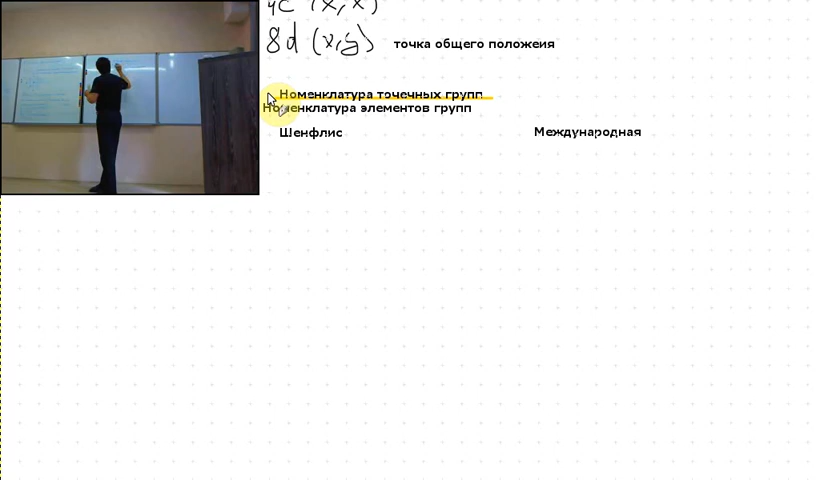 4c (x,x)
8d (x,y) точка общего положеия
Номенклатура точечных групп
Номенклатура элементов групп
Шенфлис Международная